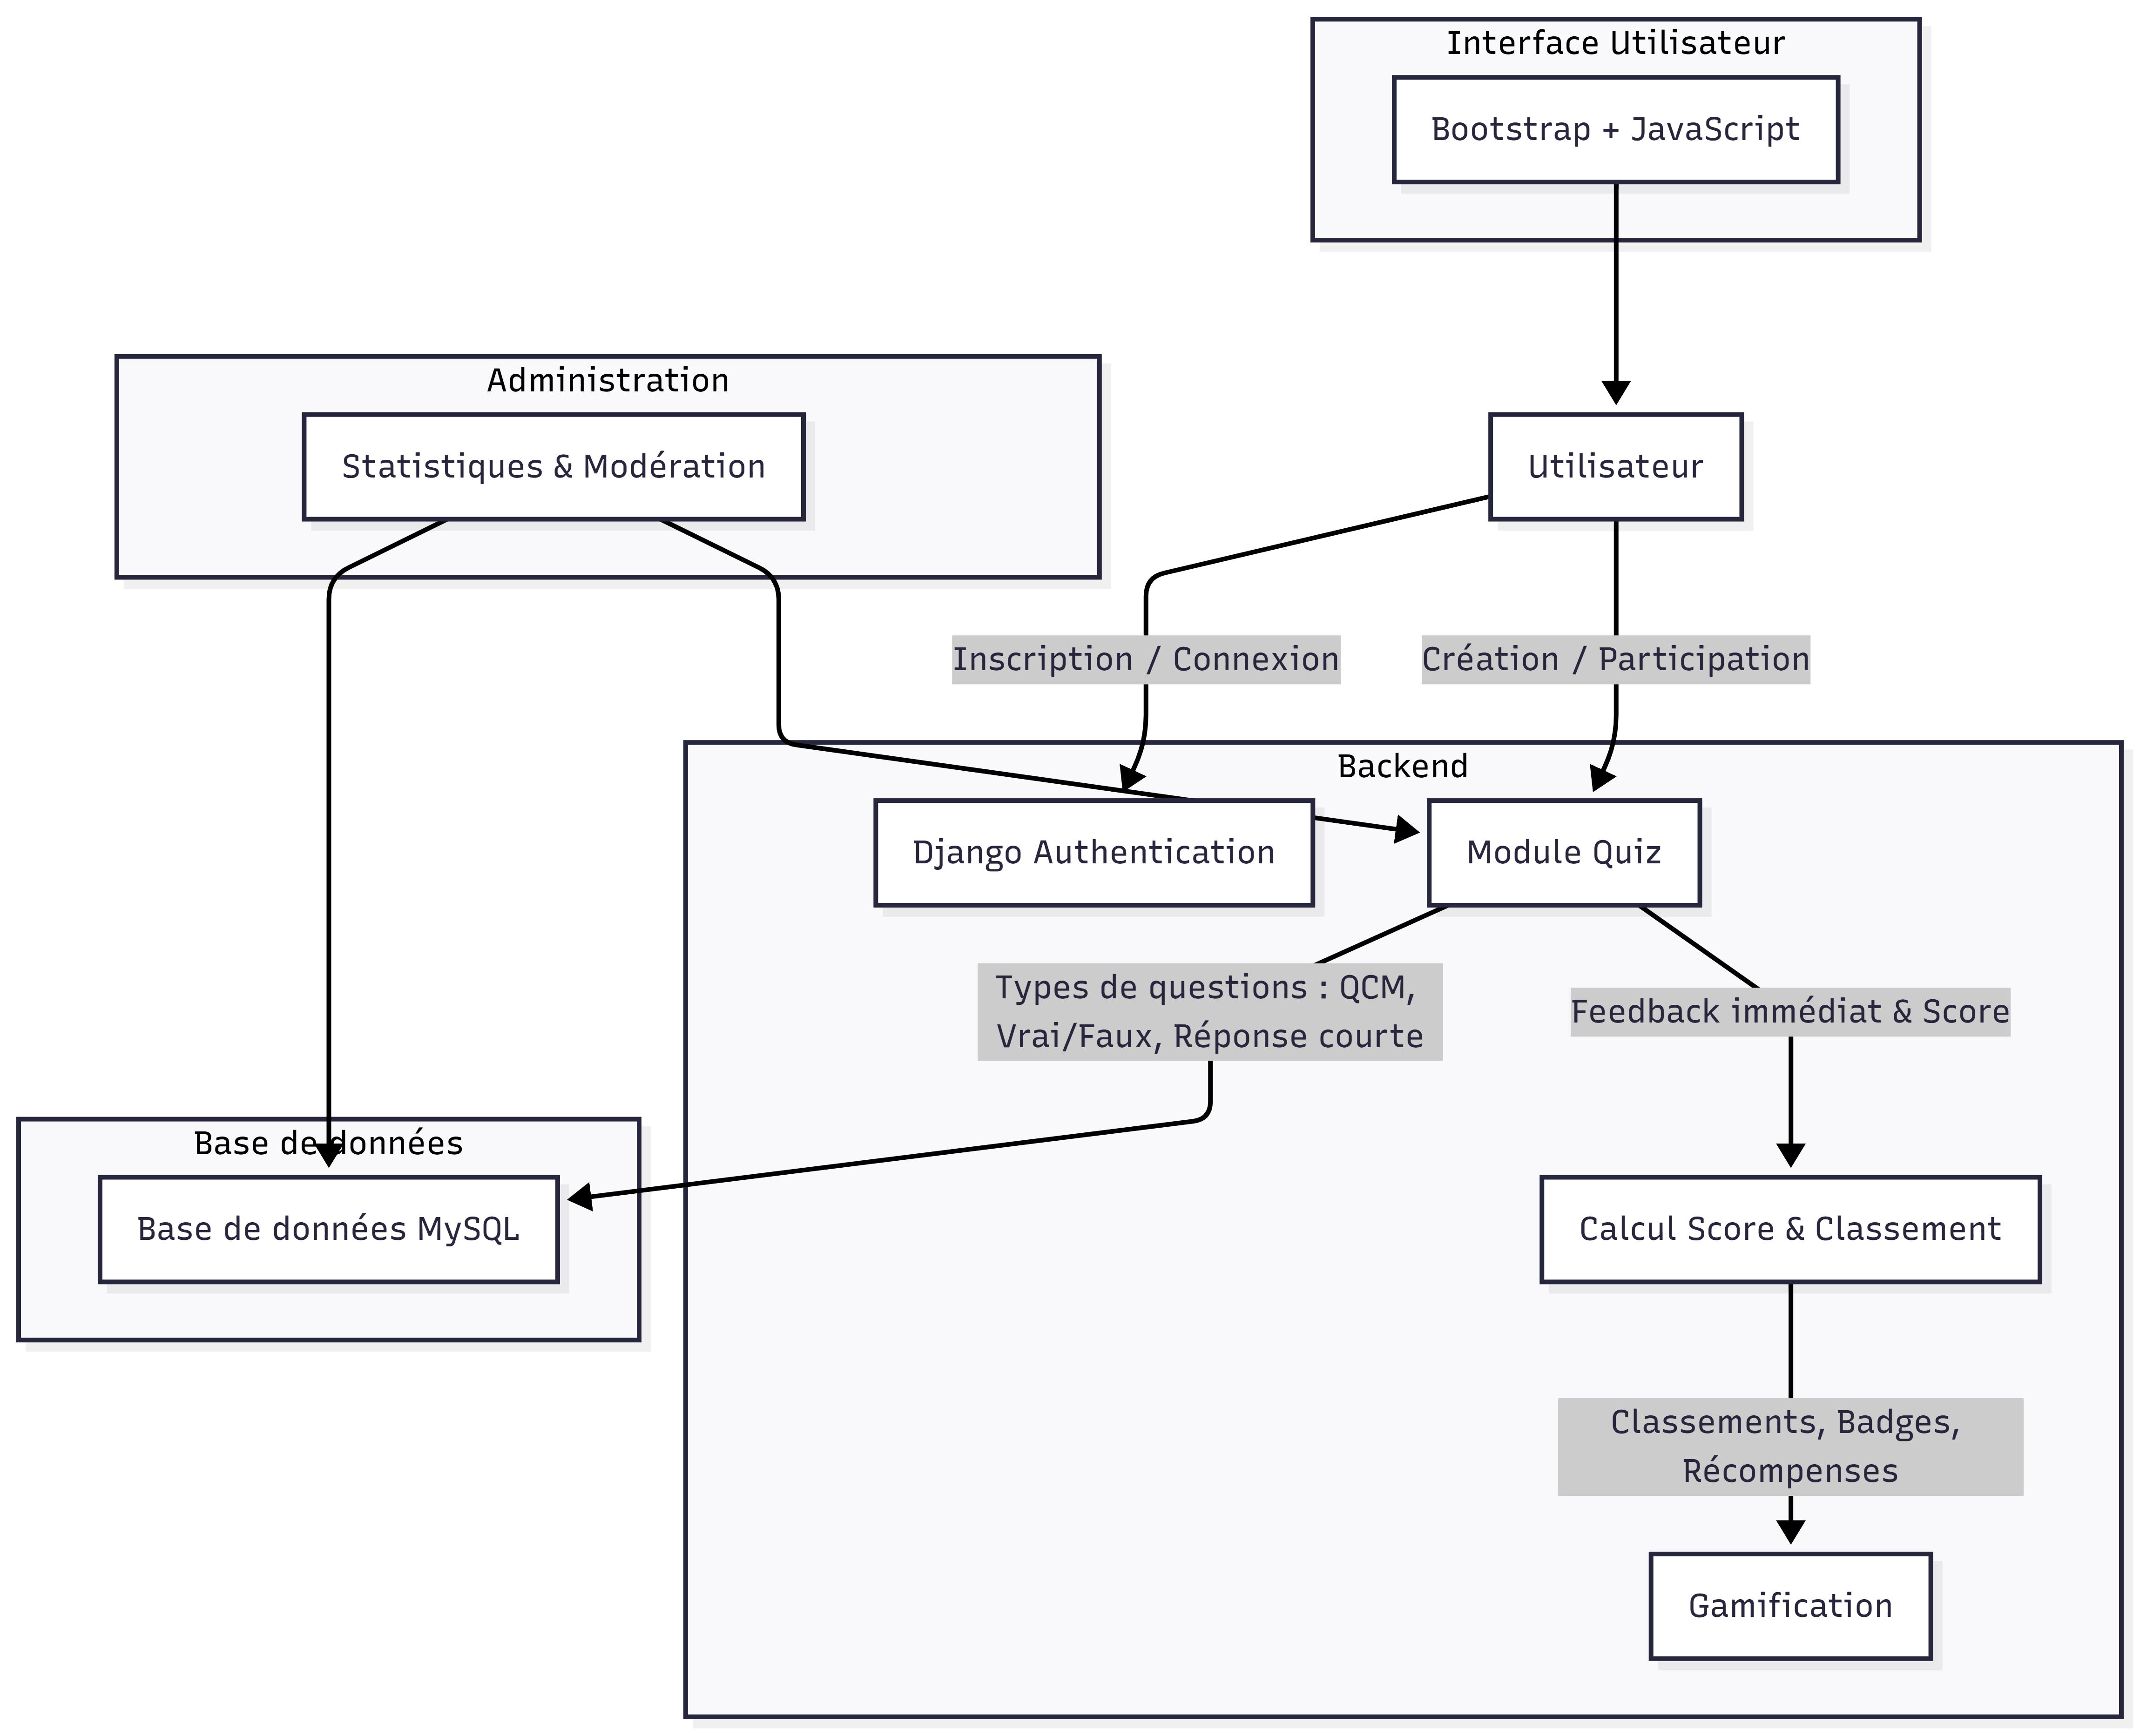 Interface Utilisateur
Bootstrap + JavaScript
Administration
Statistiques & Modération
Utilisateur
Inscription / Connexion
Création / Participation
Backend
Django Authentication
Module Quiz
Types de questions : QCM,
Vrai/Faux, Réponse courte
Feedback immédiat & Score
Base de données
Base de données MySQL
Calcul Score & Classement
Classements, Badges,
Récompenses
Gamification